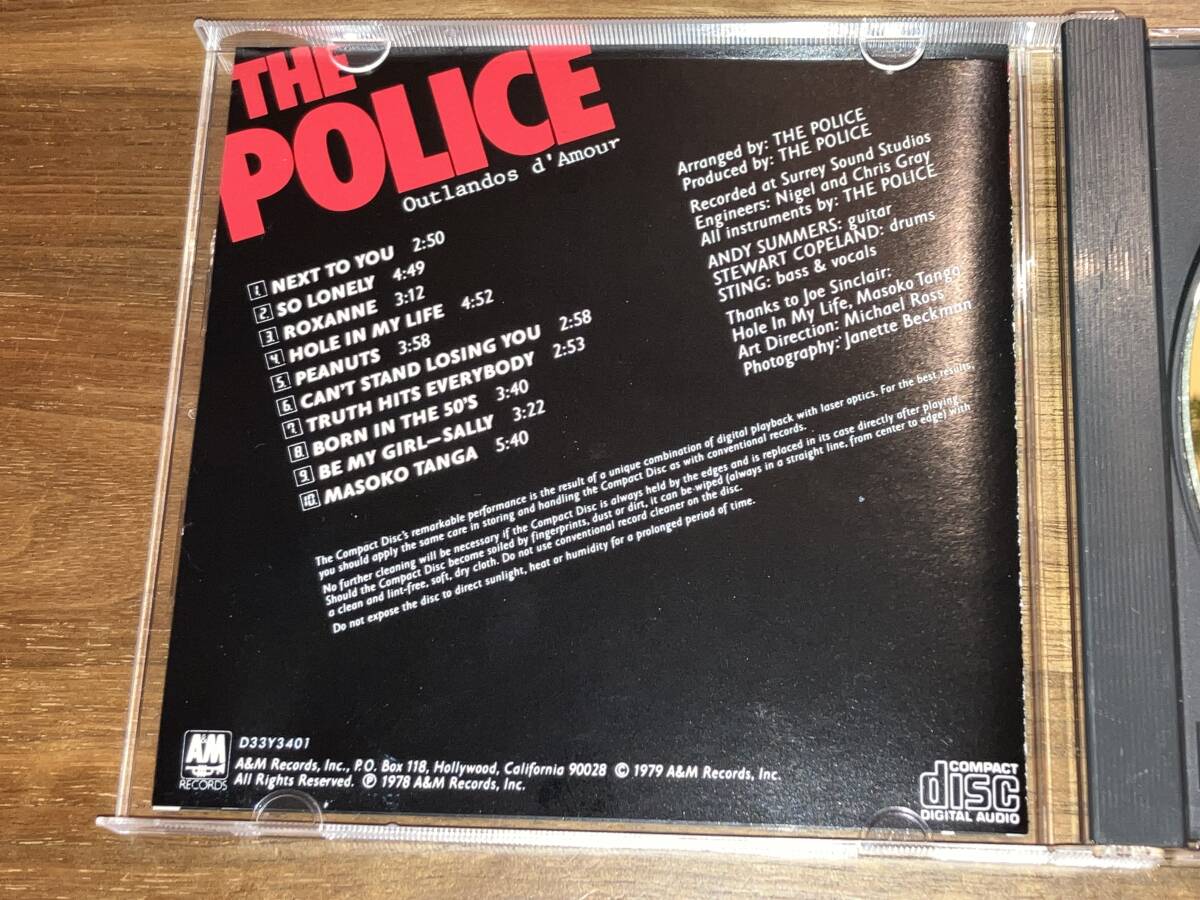 THE
POLICE
Outlandos d'Amour
1. NEXT TO YOU 2:50
2. SO LONELY 4:49
3. ROXANNE 3:12
4. HOLE IN MY LIFE 4:52
5. PEANUTS 3:58
6. CAN'T STAND LOSING YOU 2:58
7. TRUTH HITS EVERYBODY 2:53
8. BORN IN THE 50'S 3:40
9. BE MY GIRL—SALLY 3:22
10. MASOKO TANGA 5:40
Arranged by: THE POLICE
Produced by: THE POLICE
Recorded at Surrey Sound Studios
Engineers: Nigel and Chris Gray
All instruments by: THE POLICE
ANDY SUMMERS: guitar
STEWART COPELAND: drums
STING: bass & vocals
Thanks to Joe Sinclair:
Hole In My Life, Masoko Tanga
Art Direction: Michael Ross
Photography: Janette Beckman
The Compact Disc's remarkable performance is the result of a unique combination of digital playback with laser optics. For the best results,
you should apply the same care in storing and handling the Compact Disc as with conventional records.
No further cleaning will be necessary if the Compact Disc is always held by the edges and is replaced in its case directly after playing.
Should the Compact Disc become soiled by fingerprints, dust or dirt, it can be wiped (always in a straight line, from center to edge) with
a clean and lint-free, soft, dry cloth. Do not use conventional record cleaner on the disc.
Do not expose the disc to direct sunlight, heat or humidity for a prolonged period of time.
A&M
RECORDS
D33Y3401
A&M Records, Inc., P.O. Box 118, Hollywood, California 90028 © 1979 A&M Records, Inc.
All Rights Reserved. ℗ 1978 A&M Records, Inc.
COMPACT
disc
DIGITAL AUDIO